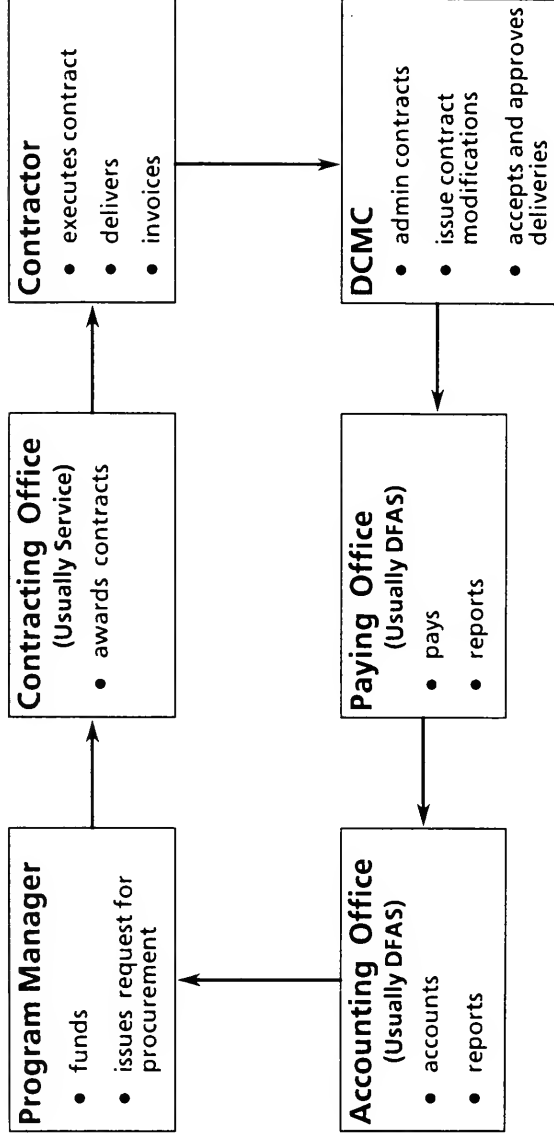 Program Manager
• funds
• issues request for
procurement
Contracting Office
(Usually Service)
• awards contracts
Contractor
• executes contract
• delivers
• invoices
DCMC
• admin contracts
• issue contract
modifications
• accepts and approves
deliveries
Paying Office
(Usually DFAS)
• pays
• reports
Accounting Office
(Usually DFAS)
• accounts
• reports